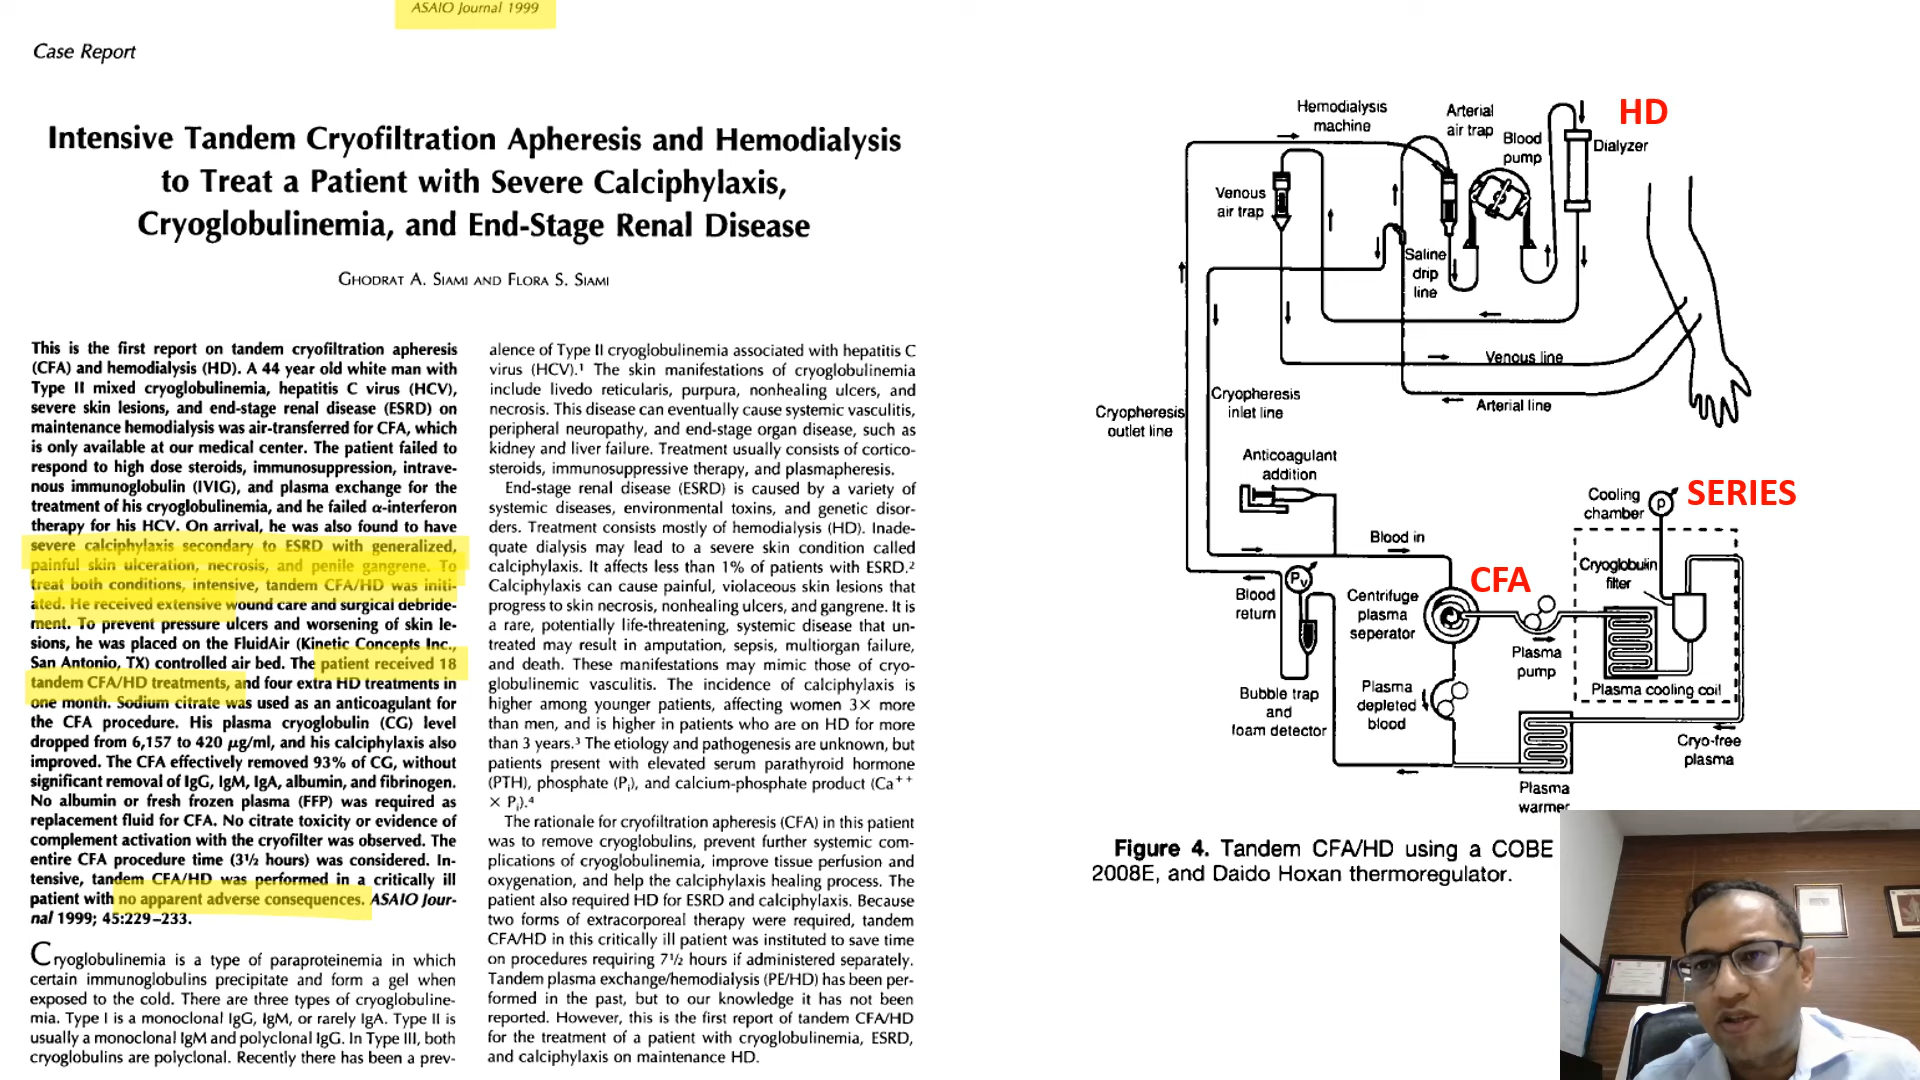 ASAIO Journal 1999
Case Report
Intensive Tandem Cryofiltration Apheresis and Hemodialysis
to Treat a Patient with Severe Calciphylaxis,
Cryoglobulinemia, and End-Stage Renal Disease
GHODRAT A. SIAMI AND FLORA S. SIAMI
This is the first report on tandem cryofiltration apheresis
(CFA) and hemodialysis (HD). A 44 year old white man with
Type II mixed cryoglobulinemia, hepatitis C virus (HCV),
severe skin lesions, and end-stage renal disease (ESRD) on
maintenance hemodialysis was air-transferred for CFA, which
is only available at our medical center. The patient failed to
respond to high dose steroids, immunosuppression, intrave-
nous immunoglobulin (IVIG), and plasma exchange for the
treatment of his cryoglobulinemia, and he failed α-interferon
therapy for his HCV. On arrival, he was also found to have
severe calciphylaxis secondary to ESRD with generalized,
painful skin ulceration, necrosis, and penile gangrene. To
treat both conditions, intensive, tandem CFA/HD was initi-
ated. He received extensive wound care and surgical debride-
ment. To prevent pressure ulcers and worsening of skin le-
sions, he was placed on the FluidAir (Kinetic Concepts Inc.,
San Antonio, TX) controlled air bed. The patient received 18
tandem CFA/HD treatments, and four extra HD treatments in
one month. Sodium citrate was used as an anticoagulant for
the CFA procedure. His plasma cryoglobulin (CG) level
dropped from 6,157 to 420 μg/ml, and his calciphylaxis also
improved. The CFA effectively removed 93% of CG, without
significant removal of IgG, IgM, IgA, albumin, and fibrinogen.
No albumin or fresh frozen plasma (FFP) was required as
replacement fluid for CFA. No citrate toxicity or evidence of
complement activation with the cryofilter was observed. The
entire CFA procedure time (3½ hours) was considered. In-
tensive, tandem CFA/HD was performed in a critically ill
patient with no apparent adverse consequences. ASAIO Jour-
nal 1999; 45:229–233.
Cryoglobulinemia is a type of paraproteinemia in which
certain immunoglobulins precipitate and form a gel when
exposed to the cold. There are three types of cryoglobuline-
mia. Type I is a monoclonal IgG, IgM, or rarely IgA. Type II is
usually a monoclonal IgM and polyclonal IgG. In Type III, both
cryoglobulins are polyclonal. Recently there has been a prev-
alence of Type II cryoglobulinemia associated with hepatitis C
virus (HCV).¹ The skin manifestations of cryoglobulinemia
include livedo reticularis, purpura, nonhealing ulcers, and
necrosis. This disease can eventually cause systemic vasculitis,
peripheral neuropathy, and end-stage organ disease, such as
kidney and liver failure. Treatment usually consists of cortico-
steroids, immunosuppressive therapy, and plasmapheresis.
End-stage renal disease (ESRD) is caused by a variety of
systemic diseases, environmental toxins, and genetic disor-
ders. Treatment consists mostly of hemodialysis (HD). Inade-
quate dialysis may lead to a severe skin condition called
calciphylaxis. It affects less than 1% of patients with ESRD.²
Calciphylaxis can cause painful, violaceous skin lesions that
progress to skin necrosis, nonhealing ulcers, and gangrene. It is
a rare, potentially life-threatening, systemic disease that un-
treated may result in amputation, sepsis, multiorgan failure,
and death. These manifestations may mimic those of cryo-
globulinemic vasculitis. The incidence of calciphylaxis is
higher among younger patients, affecting women 3× more
than men, and is higher in patients who are on HD for more
than 3 years.³ The etiology and pathogenesis are unknown, but
patients present with elevated serum parathyroid hormone
(PTH), phosphate (Pᵢ), and calcium-phosphate product (Ca⁺⁺
× Pᵢ).⁴
The rationale for cryofiltration apheresis (CFA) in this patient
was to remove cryoglobulins, prevent further systemic com-
plications of cryoglobulinemia, improve tissue perfusion and
oxygenation, and help the calciphylaxis healing process. The
patient also required HD for ESRD and calciphylaxis. Because
two forms of extracorporeal therapy were required, tandem
CFA/HD in this critically ill patient was instituted to save time
on procedures requiring 7½ hours if administered separately.
Tandem plasma exchange/hemodialysis (PE/HD) has been per-
formed in the past, but to our knowledge it has not been
reported. However, this is the first report of tandem CFA/HD
for the treatment of a patient with cryoglobulinemia, ESRD,
and calciphylaxis on maintenance HD.
Hemodialysis
machine
Arterial
air trap
HD
Blood
pump
Dialyzer
Venous
air trap
Saline
drip
line
Venous line
Arterial line
Cryopheresis
inlet line
Cryopheresis
outlet line
Anticoagulant
addition
Blood in
Cooling
chamber
P
SERIES
Cryoglobulin
filter
CFA
Pv
Blood
return
Centrifuge
plasma
seperator
Plasma
pump
Plasma cooling coil
Bubble trap
and
foam detector
Plasma
depleted
blood
Cryo-free
plasma
Plasma
warmer
Figure 4. Tandem CFA/HD using a COBE
2008E, and Daido Hoxan thermoregulator.